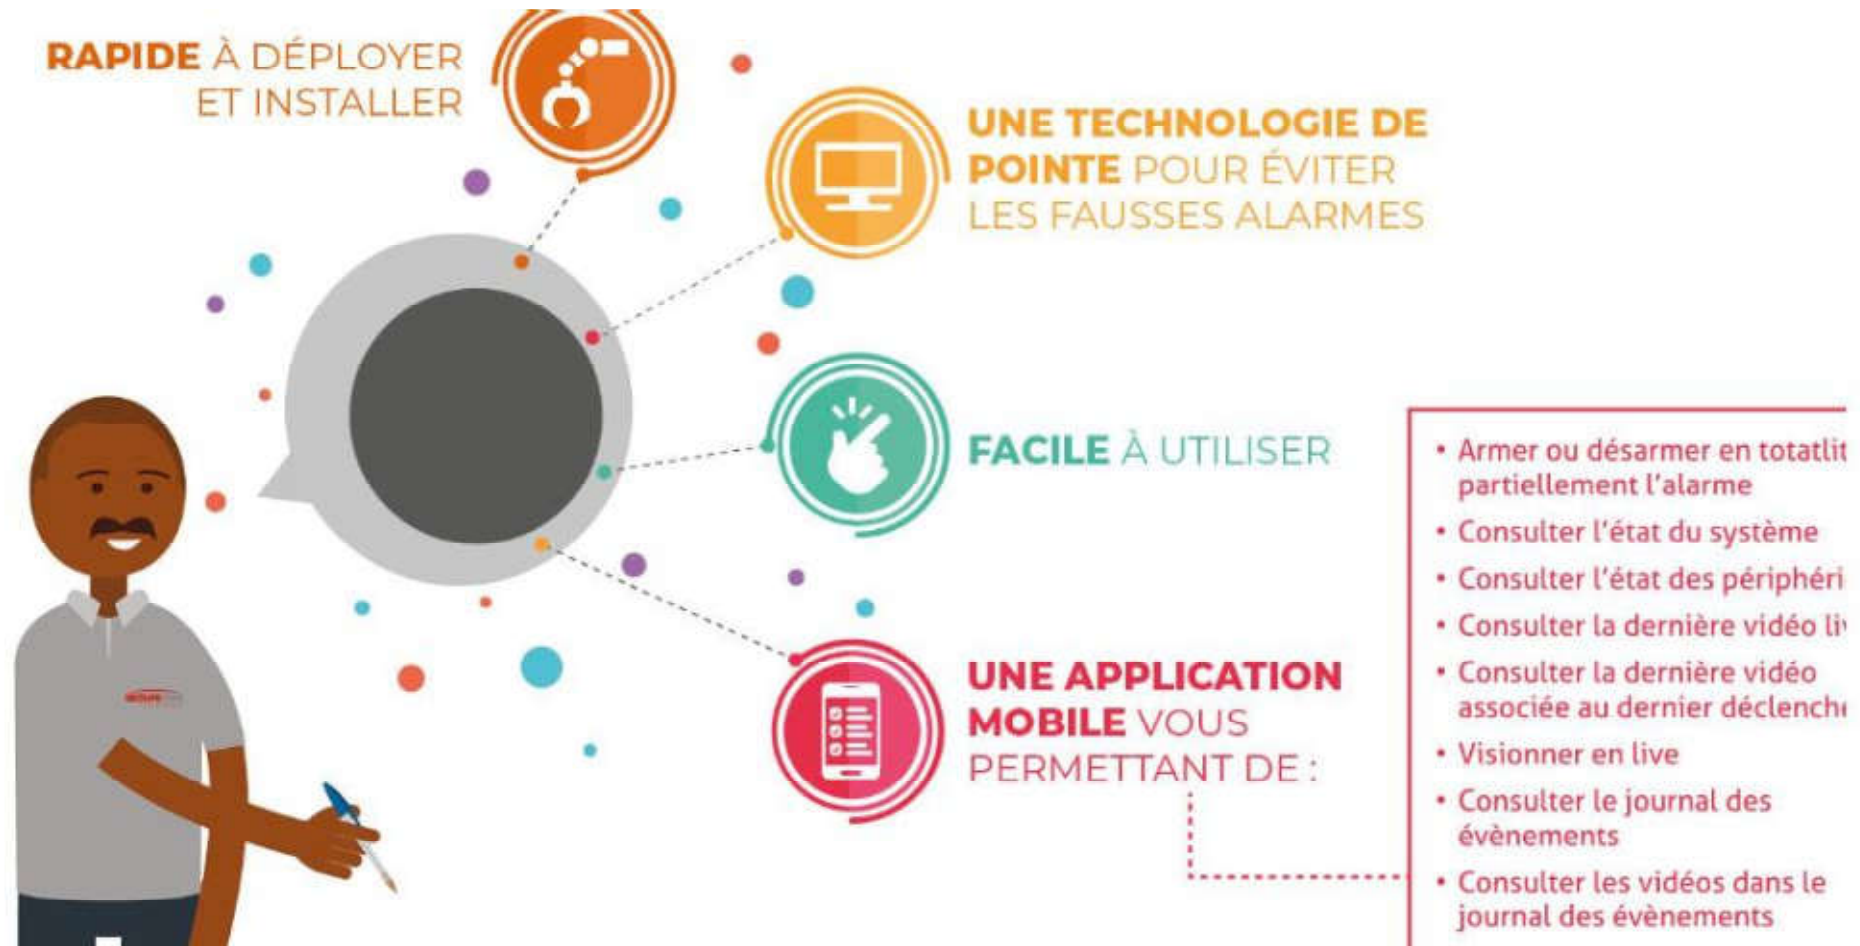 RAPIDE À DÉPLOYER
ET INSTALLER
UNE TECHNOLOGIE DE
POINTE POUR ÉVITER
LES FAUSSES ALARMES
FACILE À UTILISER
UNE APPLICATION
MOBILE VOUS
PERMETTANT DE :
• Armer ou désarmer en totatlit
partiellement l'alarme
• Consulter l'état du système
• Consulter l'état des périphéri
• Consulter la dernière vidéo
• Consulter la dernière vidéo
associée au dernier déclenche
• Visionner en live
• Consulter le journal des
évènements
• Consulter les vidéos dans le
journal des évènements